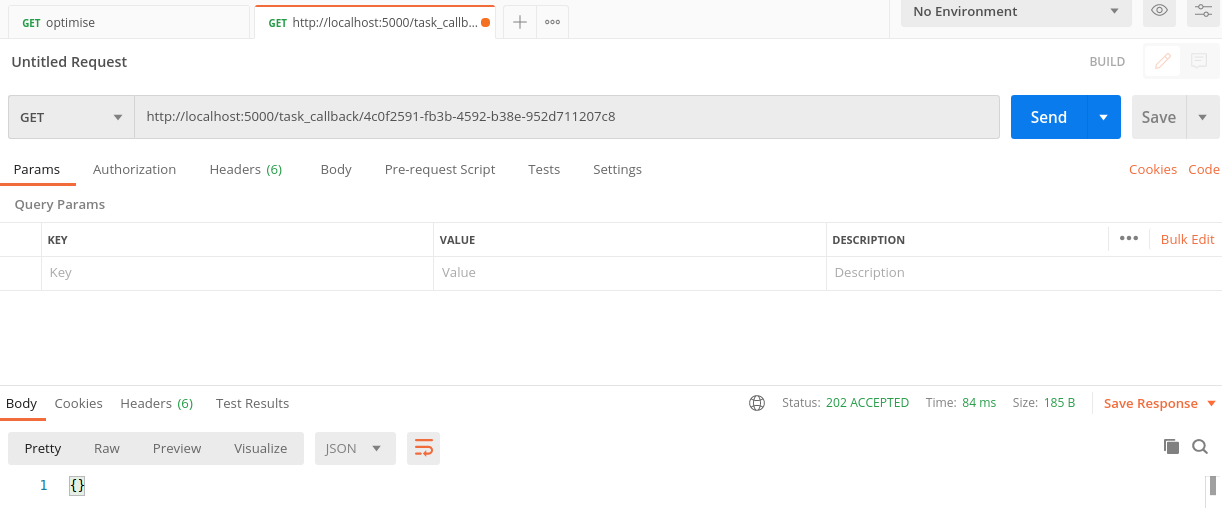 GET optimise GET http://localhost:5000/task_callb... No Environment
Untitled Request BUILD
GET http://localhost:5000/task_callback/4c0f2591-fb3b-4592-b38e-952d711207c8 Send Save
Params Authorization Headers (6) Body Pre-request Script Tests Settings Cookies Code
Query Params
KEY VALUE DESCRIPTION ••• Bulk Edit
Key Value Description
Body Cookies Headers (6) Test Results Status: 202 ACCEPTED Time: 84 ms Size: 185 B Save Response
Pretty Raw Preview Visualize JSON
1 {}